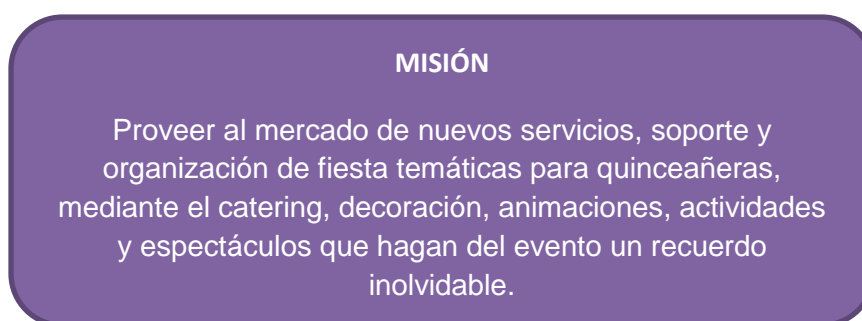 MISIÓN
Proveer al mercado de nuevos servicios, soporte y
organización de fiesta temáticas para quinceañeras,
mediante el catering, decoración, animaciones, actividades
y espectáculos que hagan del evento un recuerdo
inolvidable.